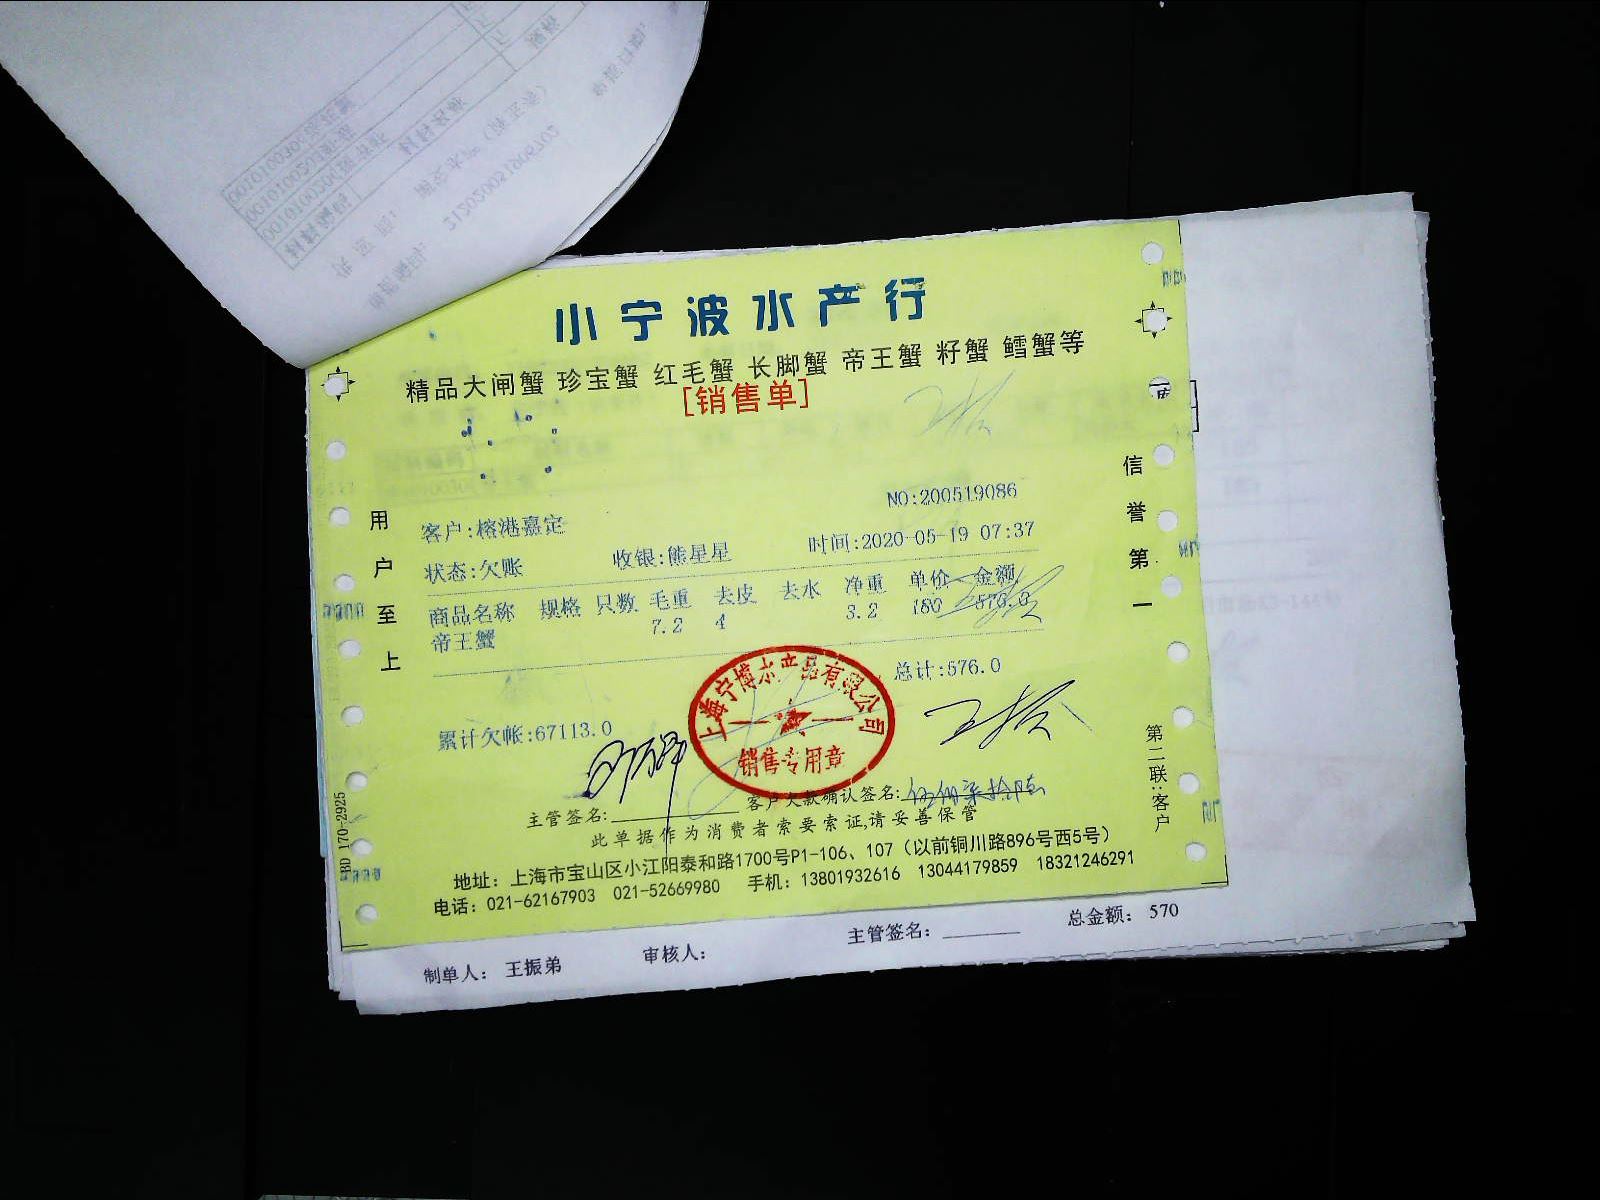 小宁波水产行
精品大闸蟹 珍宝蟹 红毛蟹 长脚蟹 帝王蟹 籽蟹 鳕蟹等
[销售单]
NO:200519086
客户:榕港嘉定
状态:欠账 收银:熊星星 时间:2020-05-19 07:37
商品名称 规格 只数 毛重 去皮 去水 净重 单价 金额
帝王蟹 7.2 4 3.2 180 576.0
总计:576.0
累计欠帐:67113.0
上海宁博水产品有限公司
销售专用章
主管签名: 客户欠款确认签名:
此单据作为消费者索要索证,请妥善保管
地址：上海市宝山区小江阳泰和路1700号P1-106、107（以前铜川路896号西5号）
电话：021-62167903 021-52669980 手机：13801932616 13044179859 18321246291
用户至上
信誉第一
第二联:客户
JBD 170-2925
制单人： 王振弟 审核人： 主管签名： 总金额： 570